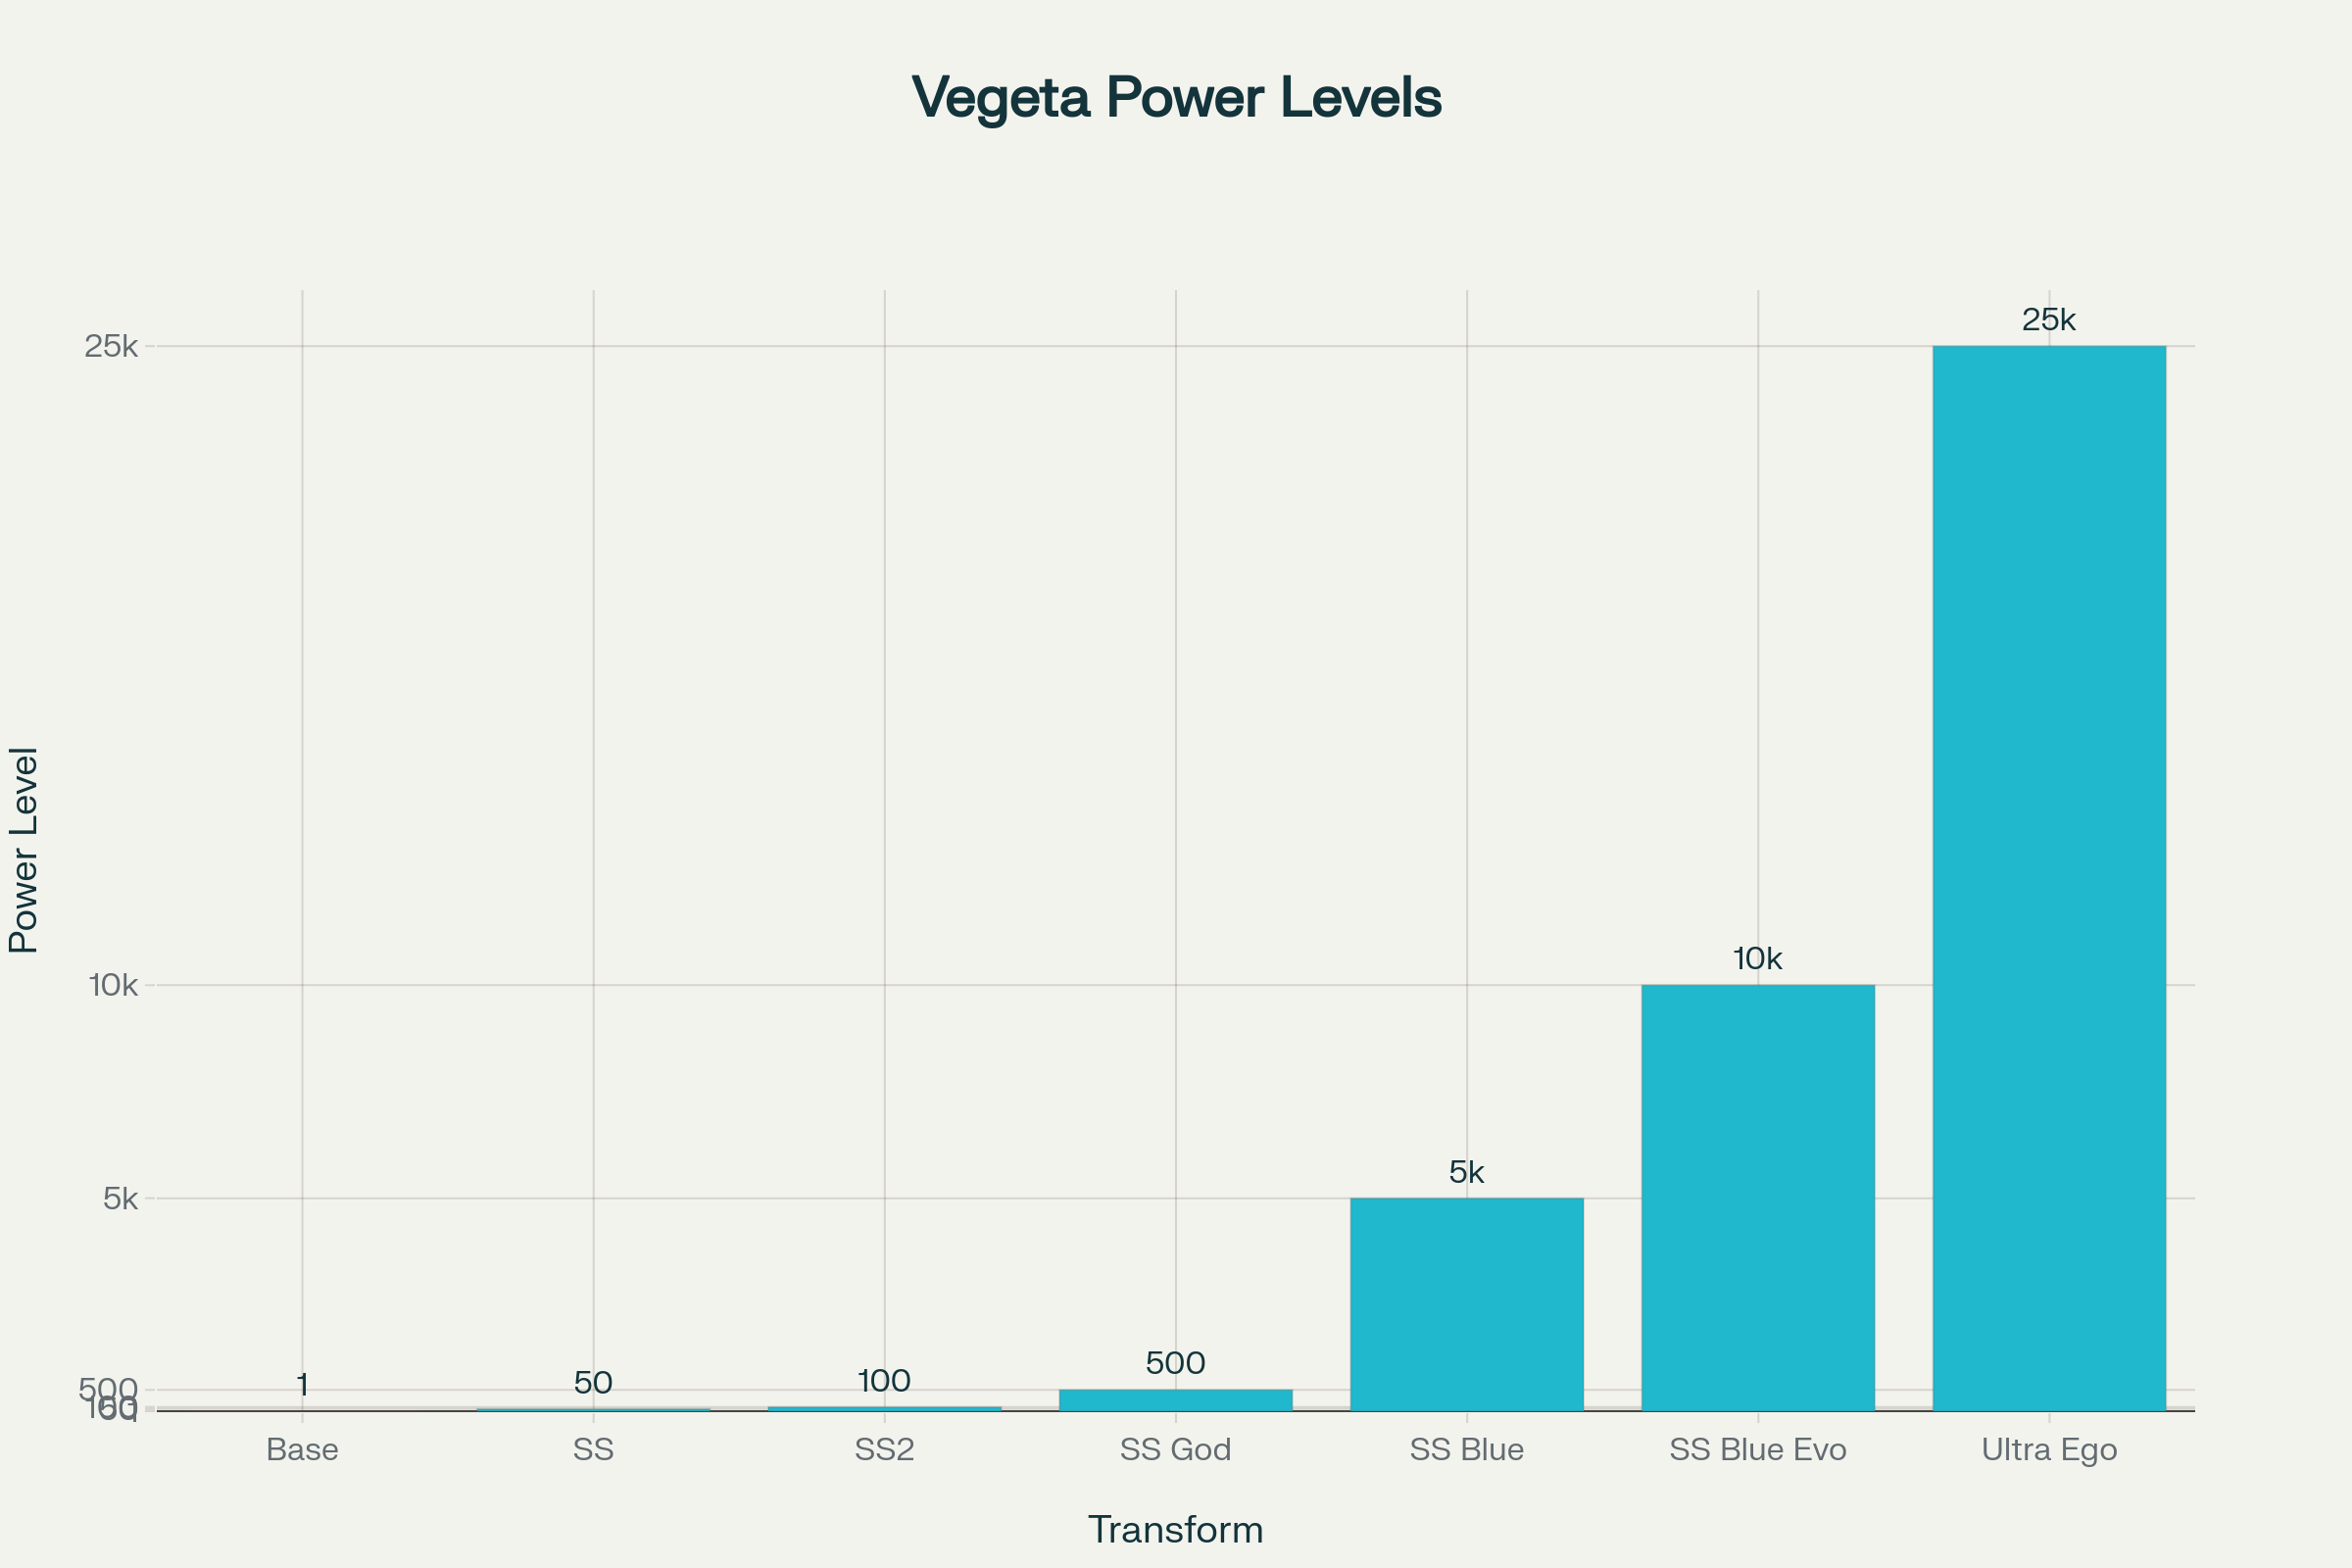 Vegeta Power Levels
Power Level
25k
10k
5k
500
25k
10k
5k
500
100
50
1
Base SS SS2 SS God SS Blue SS Blue Evo Ultra Ego
Transform